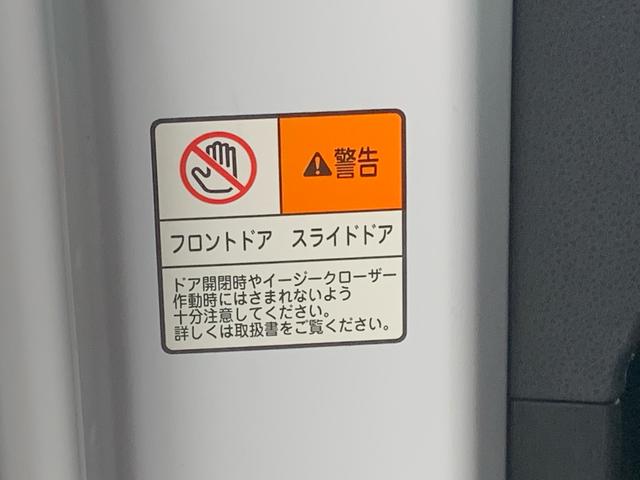 警告
フロントドア スライドドア
ドア開閉時やイージークローザー
作動時にはさまれないよう
十分注意してください。
詳しくは取扱書をご覧ください。